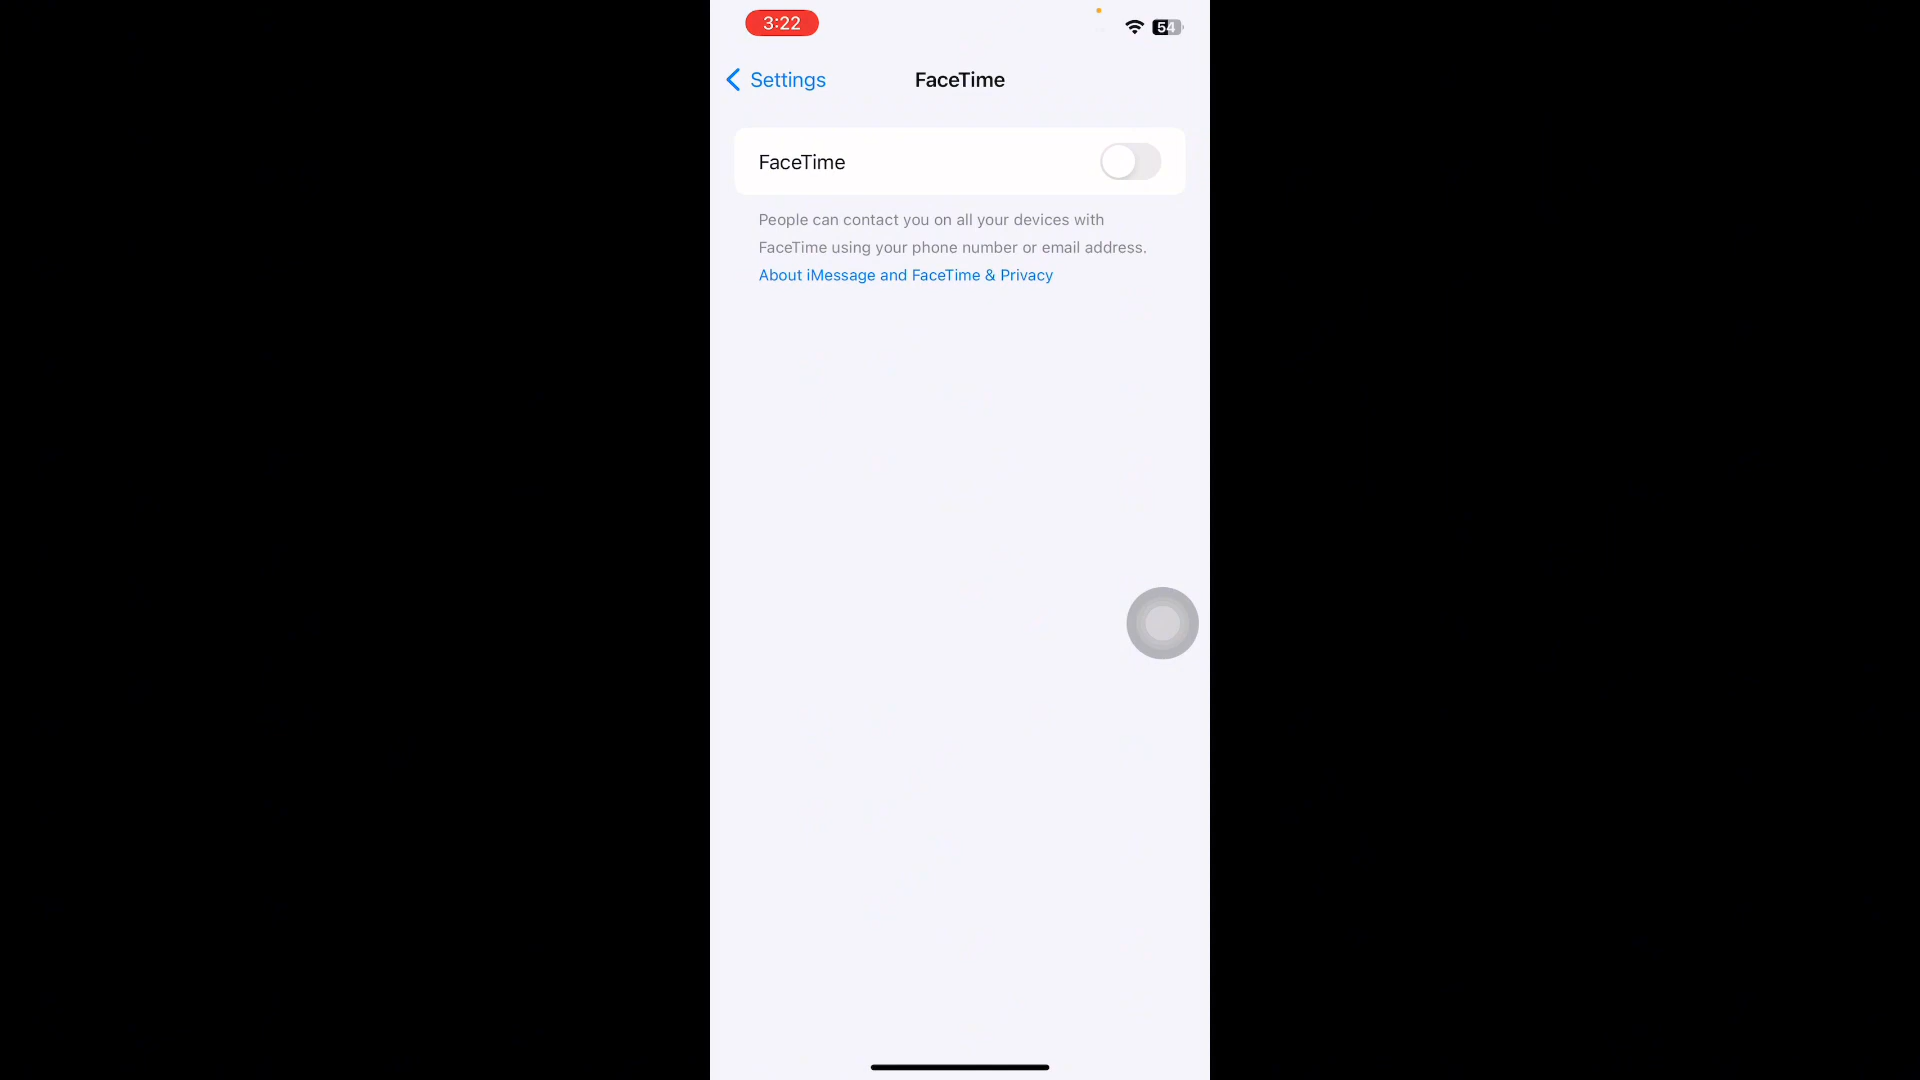 3:22
54
Settings
FaceTime
FaceTime
People can contact you on all your devices with
FaceTime using your phone number or email address.
About iMessage and FaceTime & Privacy